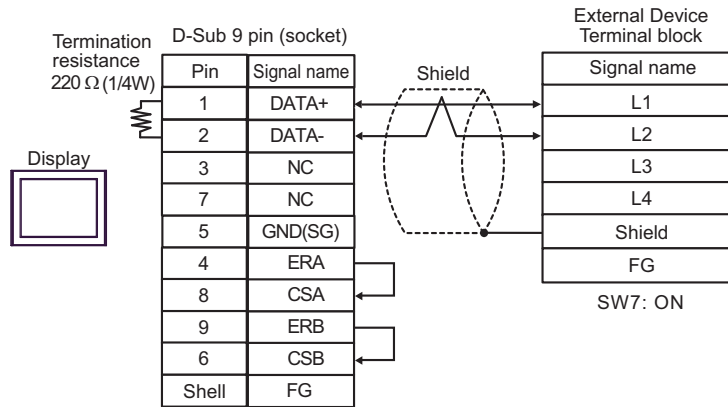 Termination
resistance
220 Ω (1/4W)
D-Sub 9 pin (socket)
External Device
Terminal block
Pin Signal name
Shield
Signal name
1 DATA+
L1
2 DATA-
L2
Display
3 NC
L3
7 NC
L4
5 GND(SG)
Shield
4 ERA
FG
8 CSA
SW7: ON
9 ERB
6 CSB
Shell FG